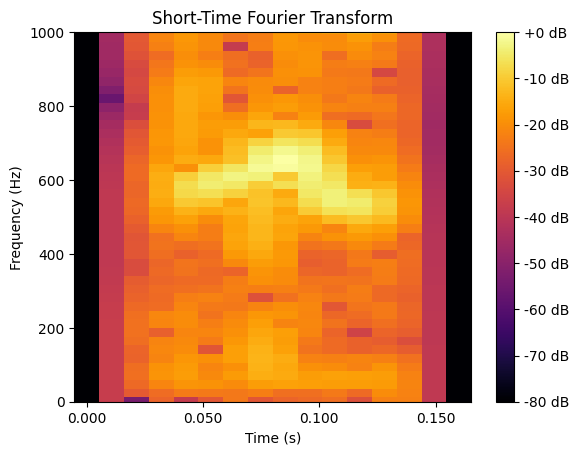 Short-Time Fourier Transform
1000
800
600
400
200
0
Frequency (Hz)
0.000
0.050
0.100
0.150
Time (s)
+0 dB
-10 dB
-20 dB
-30 dB
-40 dB
-50 dB
-60 dB
-70 dB
-80 dB